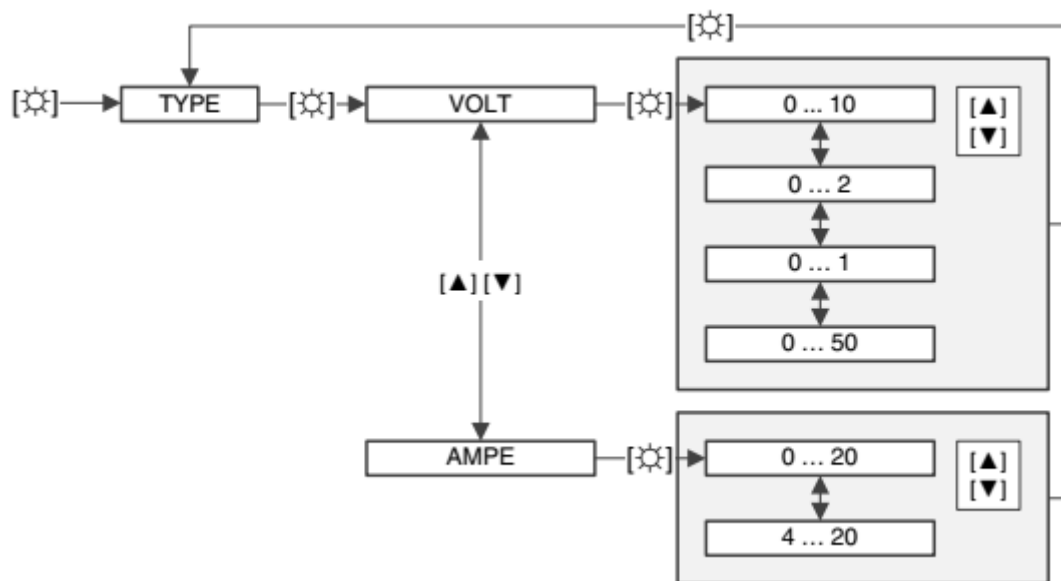 [☼]
[☼] TYPE [☼] VOLT [☼] 0 ... 10 [▲]
[▼]
0 ... 2
0 ... 1
[▲] [▼]
0 ... 50
AMPE [☼] 0 ... 20 [▲]
[▼]
4 ... 20